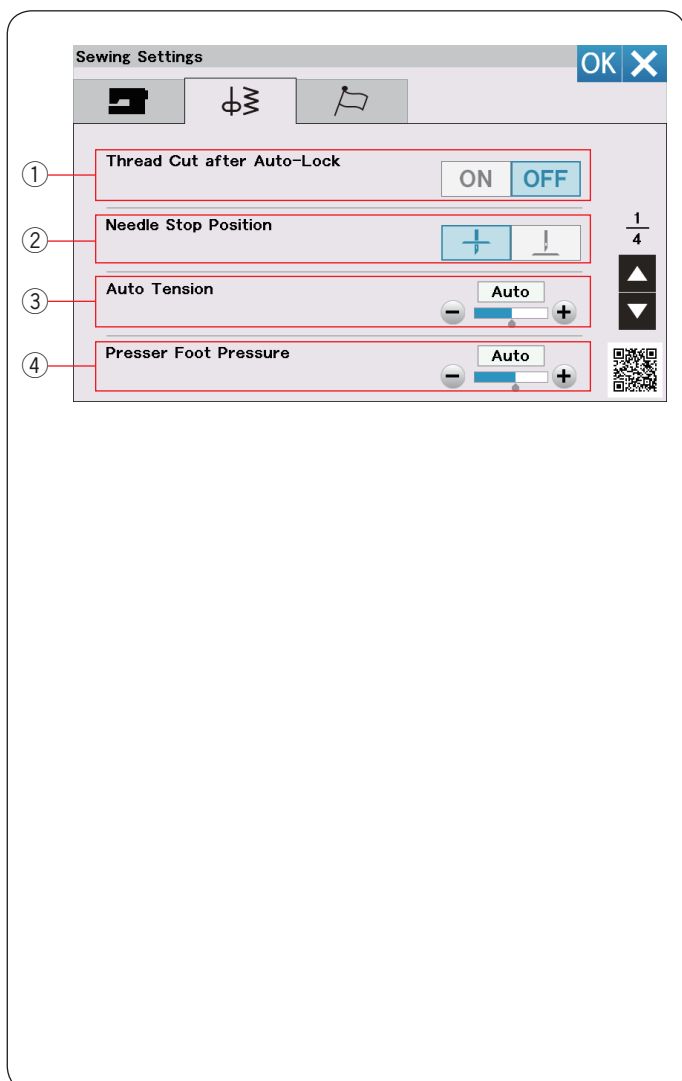 Sewing Settings
OK
① Thread Cut after Auto-Lock
ON OFF
② Needle Stop Position
1
4
③ Auto Tension
Auto
④ Presser Foot Pressure
Auto